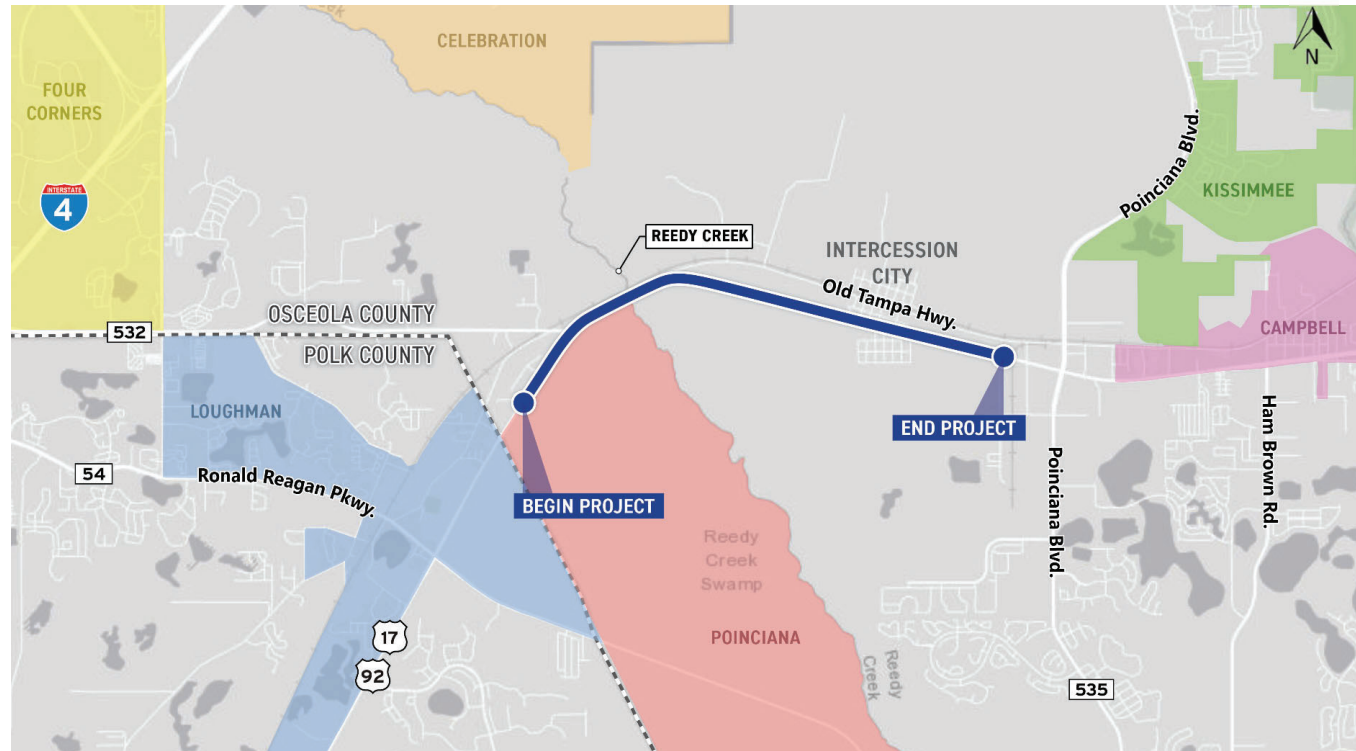 CELEBRATION
N
FOUR
CORNERS
INTERSTATE
4
Poinciana Blvd.
KISSIMMEE
REEDY CREEK
INTERCESSION
CITY
Old Tampa Hwy.
OSCEOLA COUNTY
532
POLK COUNTY
CAMPBELL
LOUGHMAN
END PROJECT
Ham Brown Rd.
54
Ronald Reagan Pkwy.
Poinciana Blvd.
BEGIN PROJECT
Reedy
Creek
Swamp
POINCIANA
17
92
Reedy
Creek
535